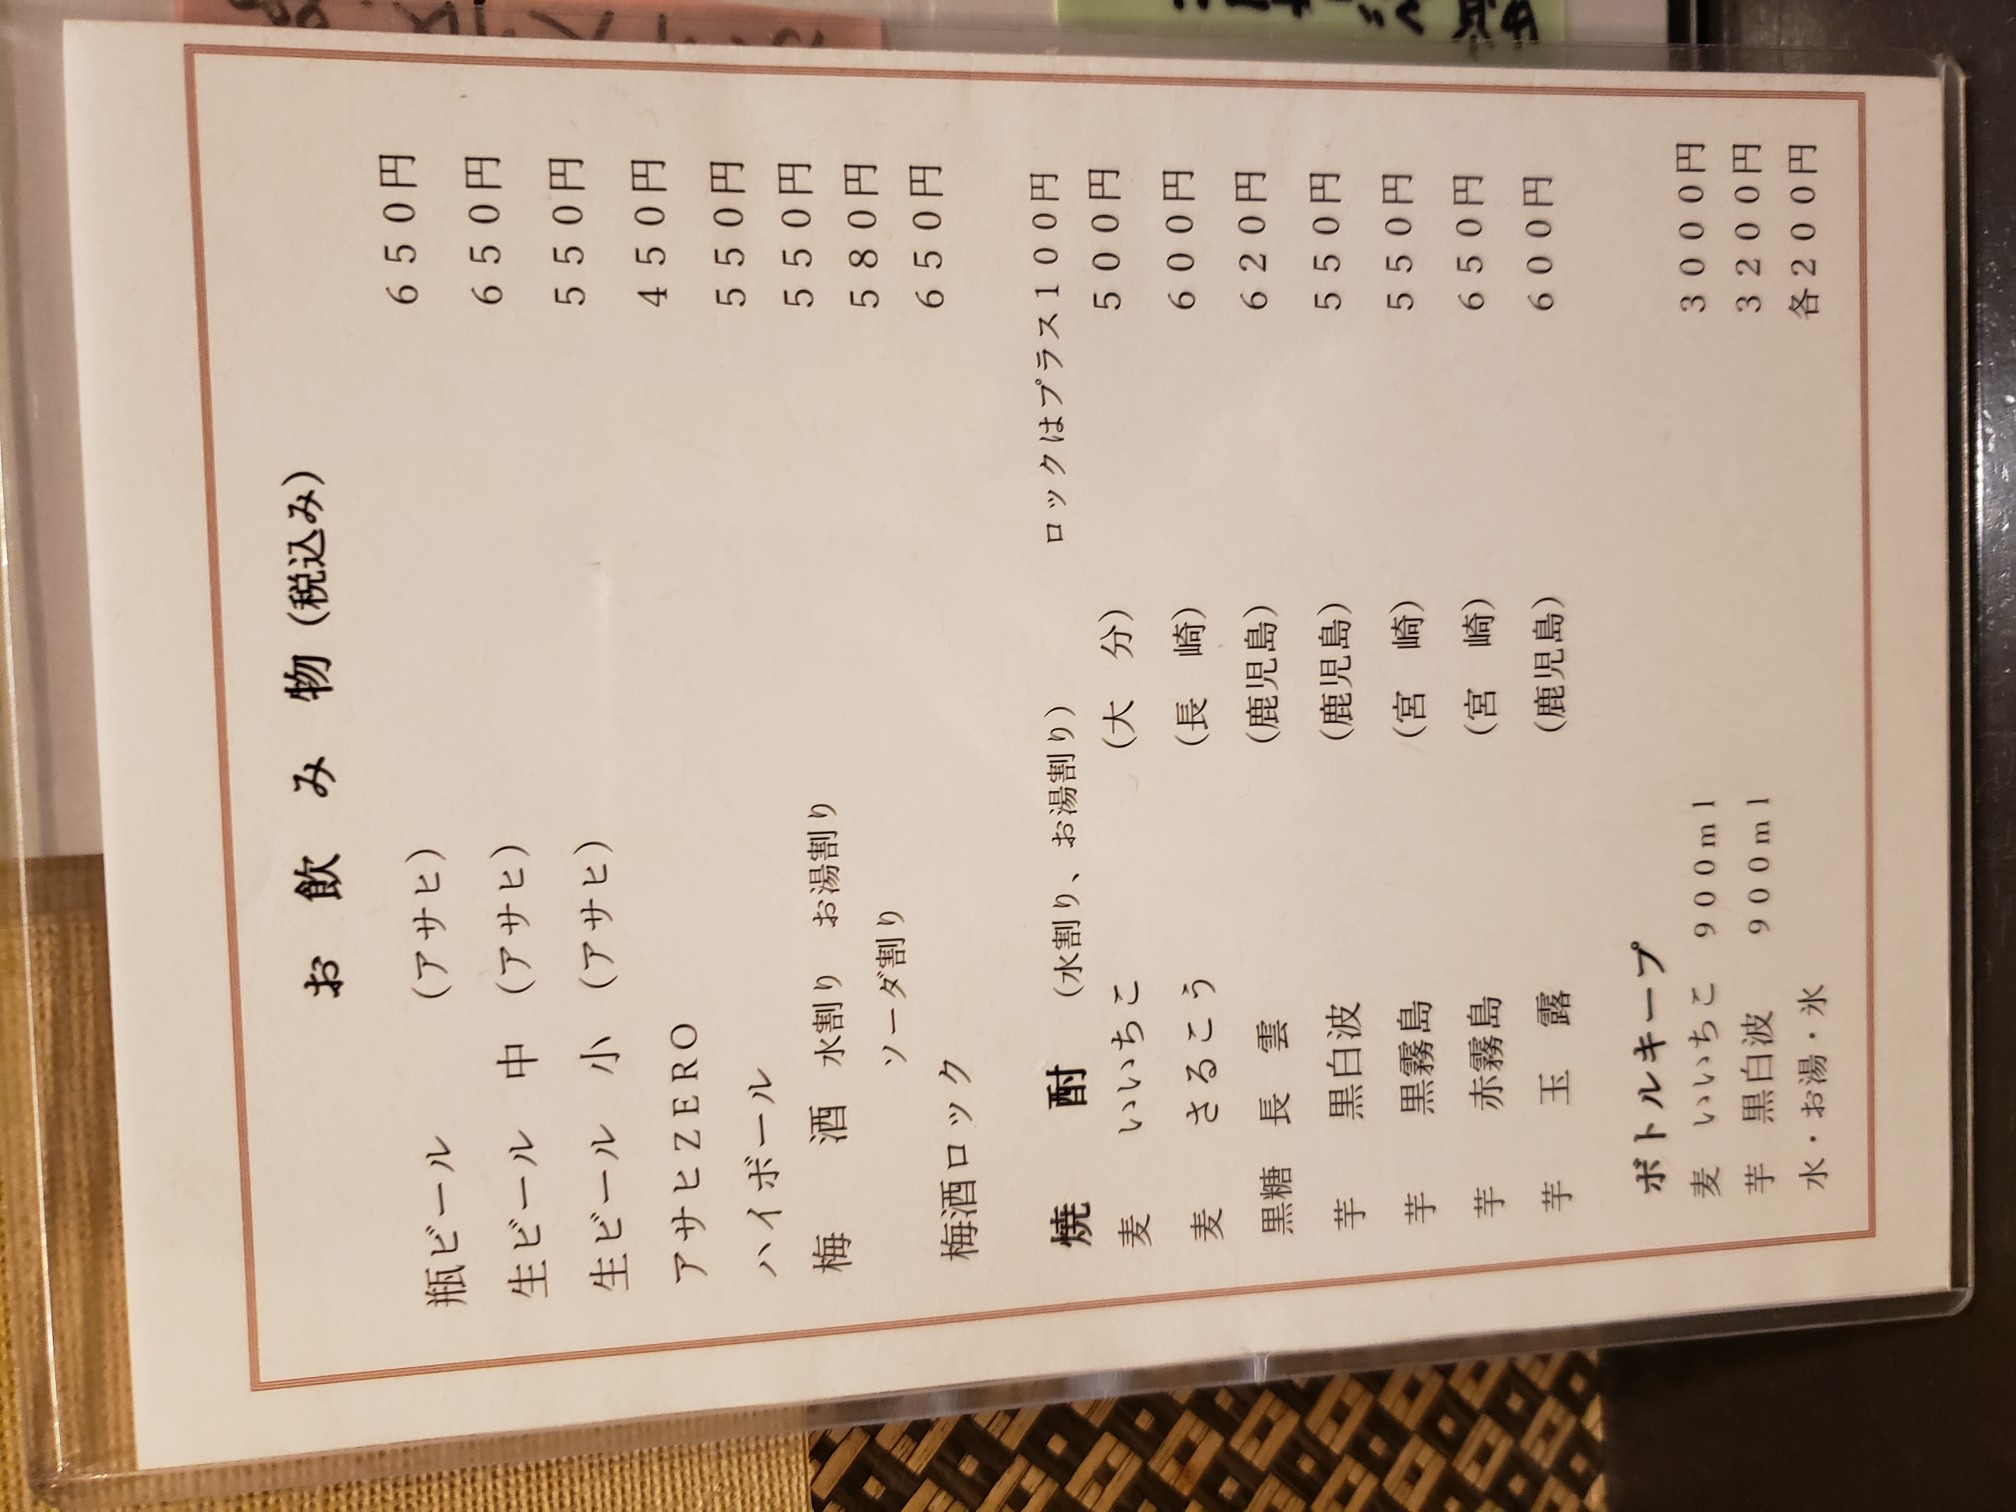 お飲み物（税込み）
瓶ビール （アサヒ） 650円
生ビール 中 （アサヒ） 650円
生ビール 小 （アサヒ） 550円
アサヒZERO 450円
ハイボール 550円
梅 酒 水割り お湯割り 550円
ソーダ割り 580円
梅酒ロック 650円
焼 酎 （水割り、お湯割り） ロックはプラス100円
麦 いいちこ （大 分） 500円
麦 さるこう （長 崎） 600円
黒糖 長 雲 （鹿児島） 620円
芋 黒白波 （鹿児島） 550円
芋 黒霧島 （宮 崎） 550円
芋 赤霧島 （宮 崎） 650円
芋 玉 露 （鹿児島） 600円
ボトルキープ
麦 いいちこ 900ml 3000円
芋 黒白波 900ml 3200円
水・お湯・氷 各200円